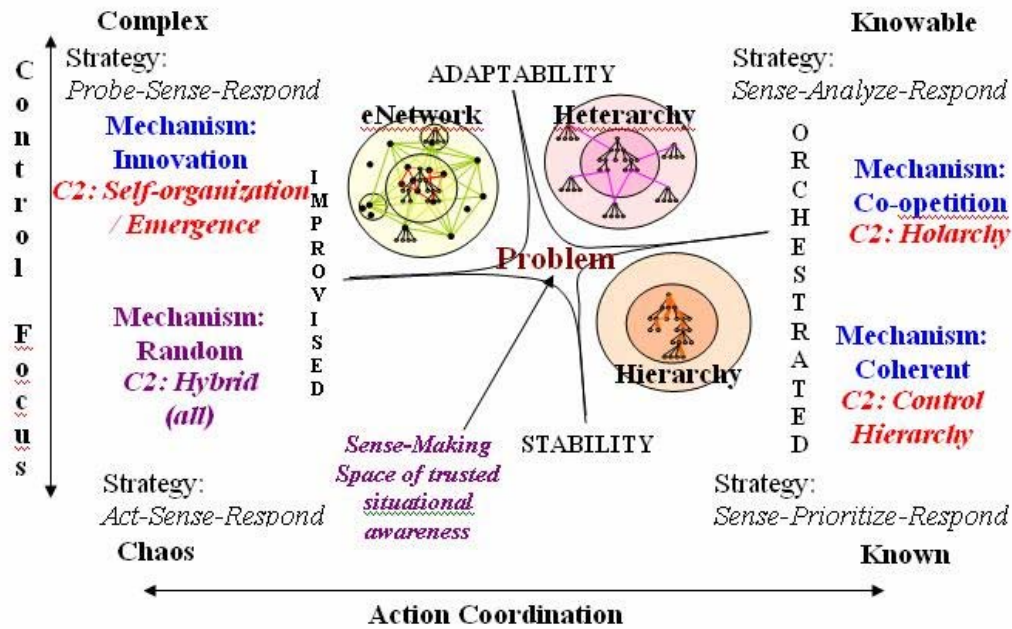 Complex
Knowable
Control Focus
Strategy:
Probe-Sense-Respond
Mechanism:
Innovation
C2: Self-organization
/ Emergence
IMPROVISED
ADAPTABILITY
eNetwork
Heterarchy
Strategy:
Sense-Analyze-Respond
ORCHESTRATED
Mechanism:
Co-opetition
C2: Holarchy
Problem
Mechanism:
Random
C2: Hybrid
(all)
Hierarchy
Mechanism:
Coherent
C2: Control
Hierarchy
Sense-Making
Space of trusted
situational
awareness
STABILITY
Strategy:
Act-Sense-Respond
Strategy:
Sense-Prioritize-Respond
Chaos
Known
Action Coordination